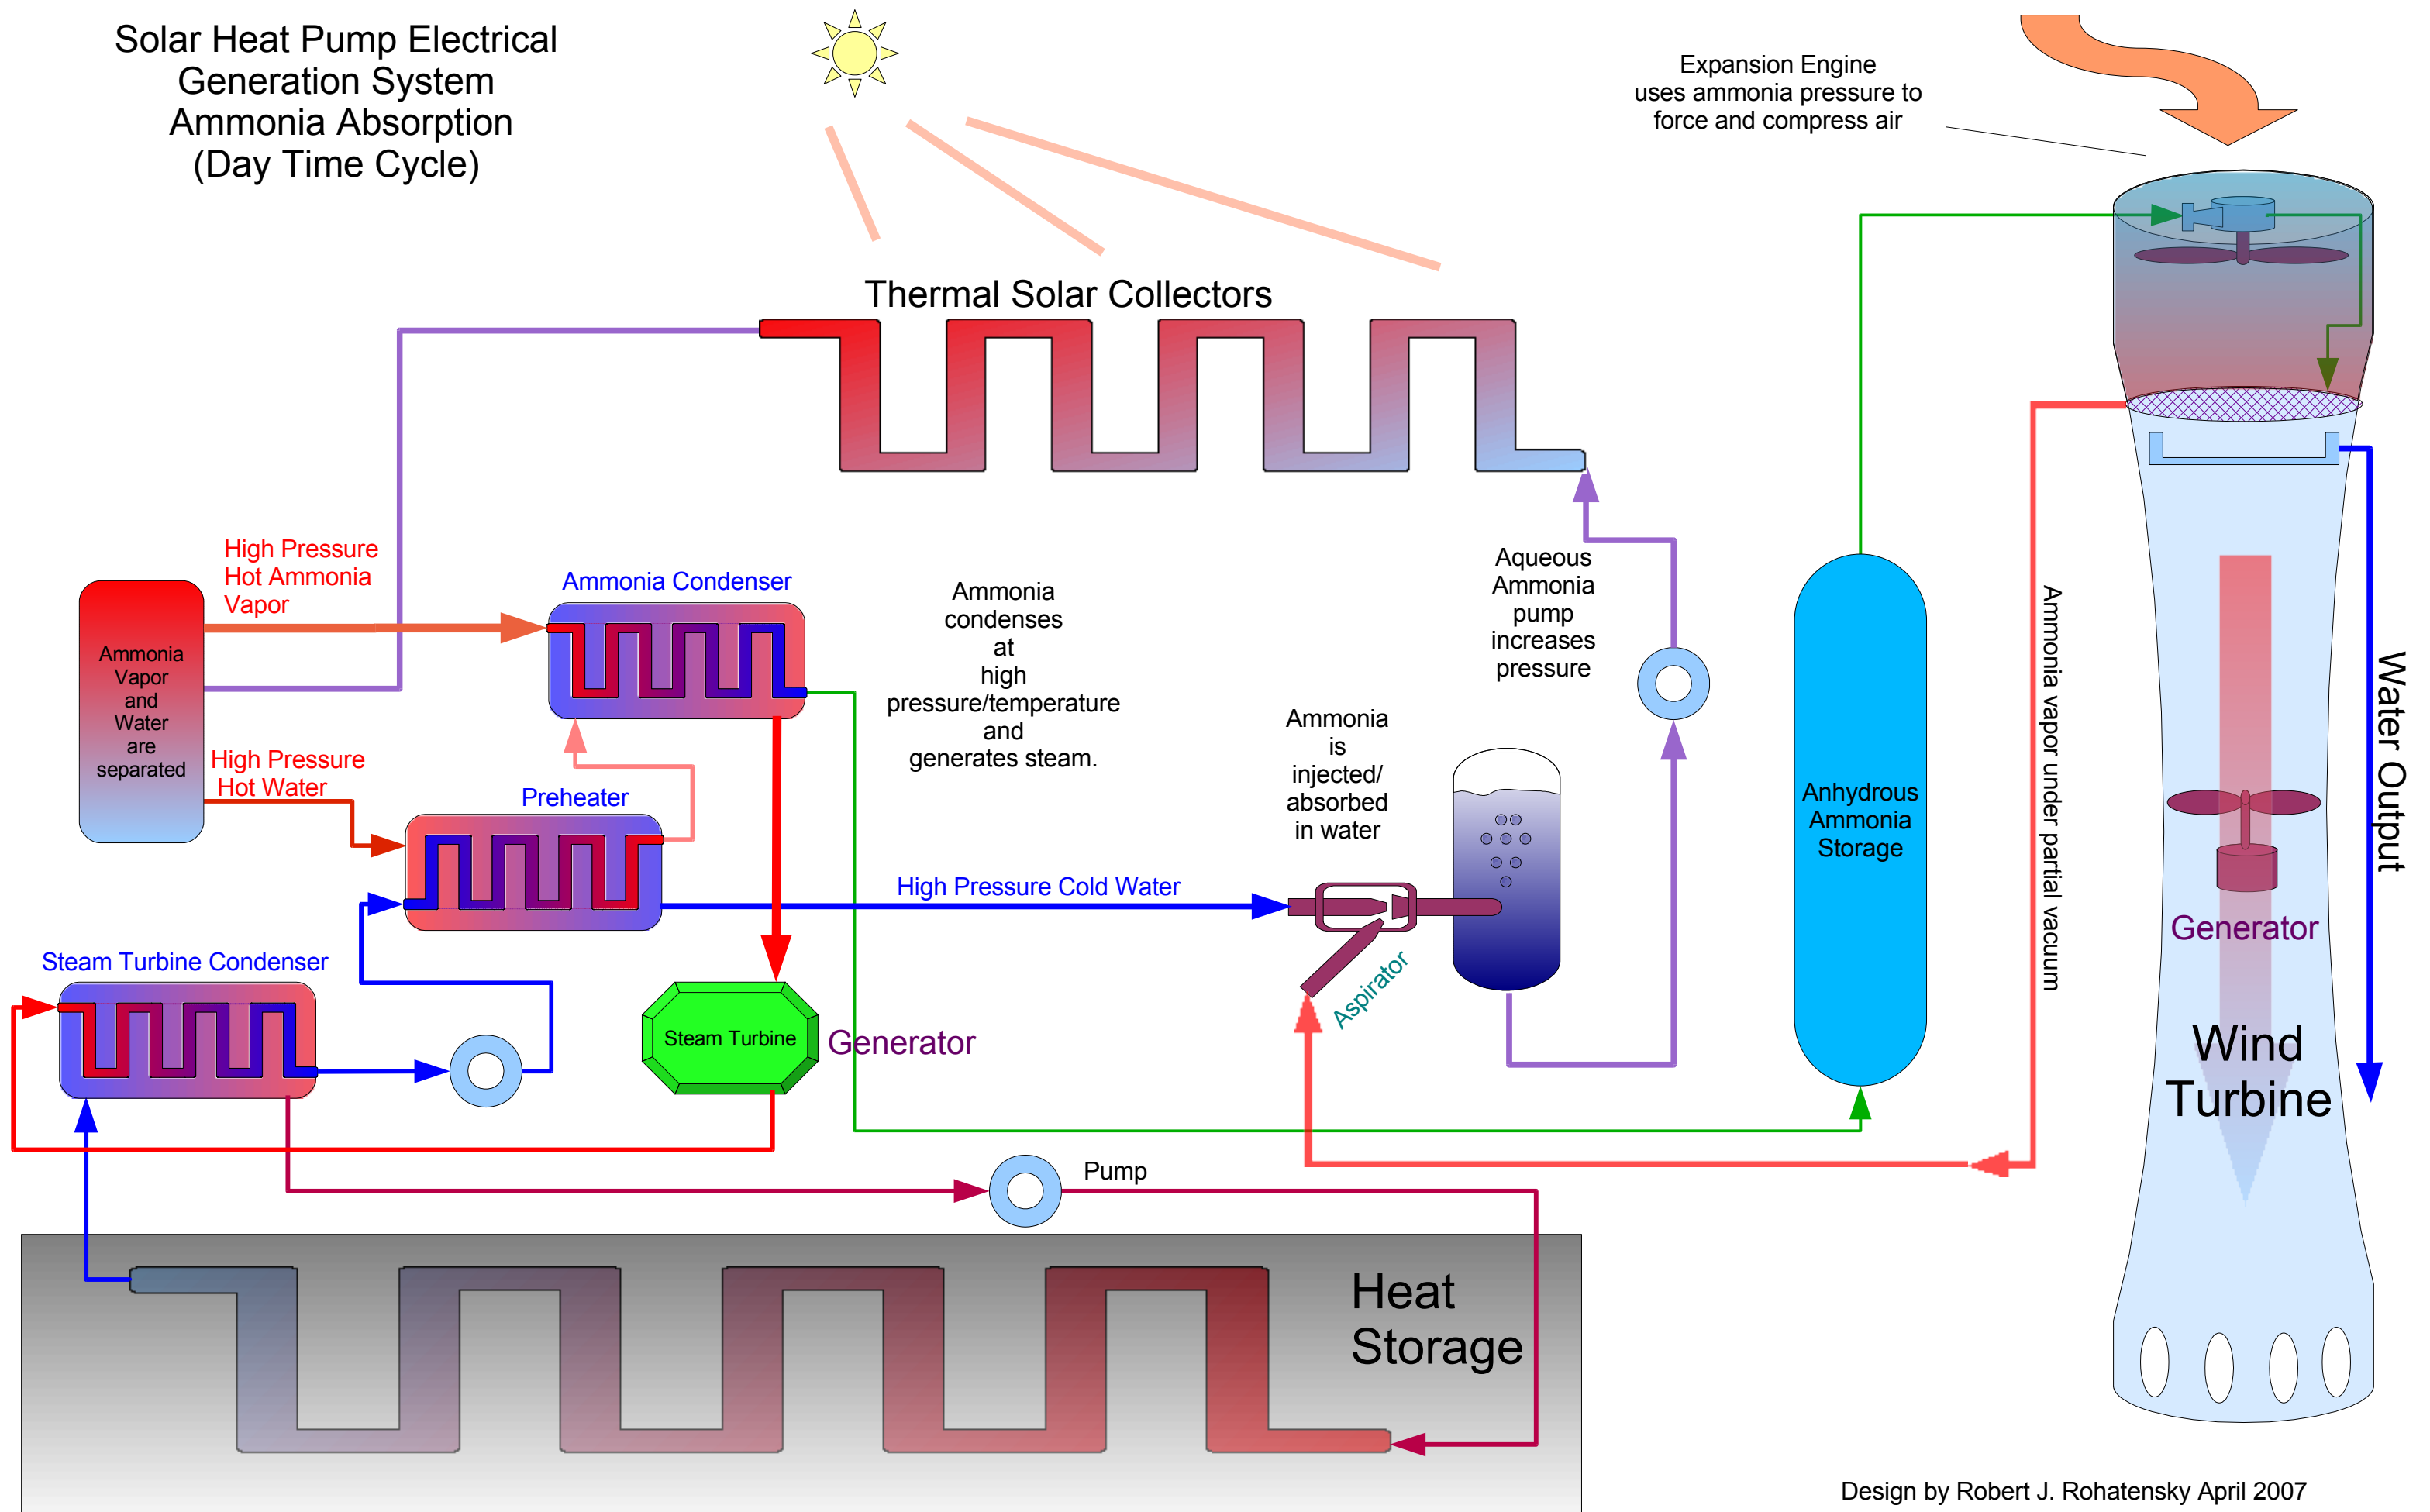 Solar Heat Pump Electrical
Generation System
Ammonia Absorption
(Day Time Cycle)
Expansion Engine
uses ammonia pressure to
force and compress air
Thermal Solar Collectors
High Pressure
Hot Ammonia
Vapor
Ammonia Condenser
Ammonia
condenses
at
high
pressure/temperature
and
generates steam.
Aqueous
Ammonia
pump
increases
pressure
Ammonia
Vapor
and
Water
are
separated
High Pressure
Hot Water
Preheater
Ammonia
is
injected/
absorbed
in water
Anhydrous
Ammonia
Storage
Ammonia vapor under partial vacuum
Water Output
High Pressure Cold Water
Steam Turbine Condenser
Aspirator
Generator
Steam Turbine
Generator
Wind
Turbine
Pump
Heat
Storage
Design by Robert J. Rohatensky April 2007